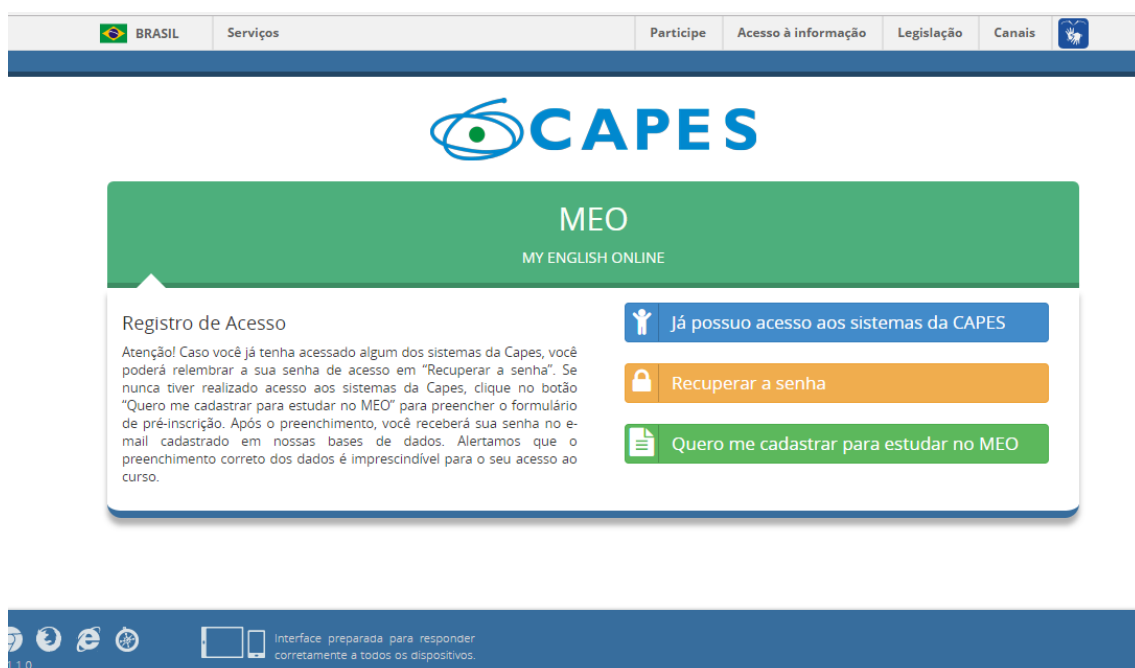 BRASIL Serviços Participe Acesso à informação Legislação Canais
CAPES
MEO
MY ENGLISH ONLINE
Registro de Acesso
Atenção! Caso você já tenha acessado algum dos sistemas da Capes, você
poderá relembrar a sua senha de acesso em “Recuperar a senha”. Se
nunca tiver realizado acesso aos sistemas da Capes, clique no botão
“Quero me cadastrar para estudar no MEO” para preencher o formulário
de pré-inscrição. Após o preenchimento, você receberá sua senha no e-
mail cadastrado em nossas bases de dados. Alertamos que o
preenchimento correto dos dados é imprescindível para o seu acesso ao
curso.
Já possuo acesso aos sistemas da CAPES
Recuperar a senha
Quero me cadastrar para estudar no MEO
Interface preparada para responder
corretamente a todos os dispositivos.